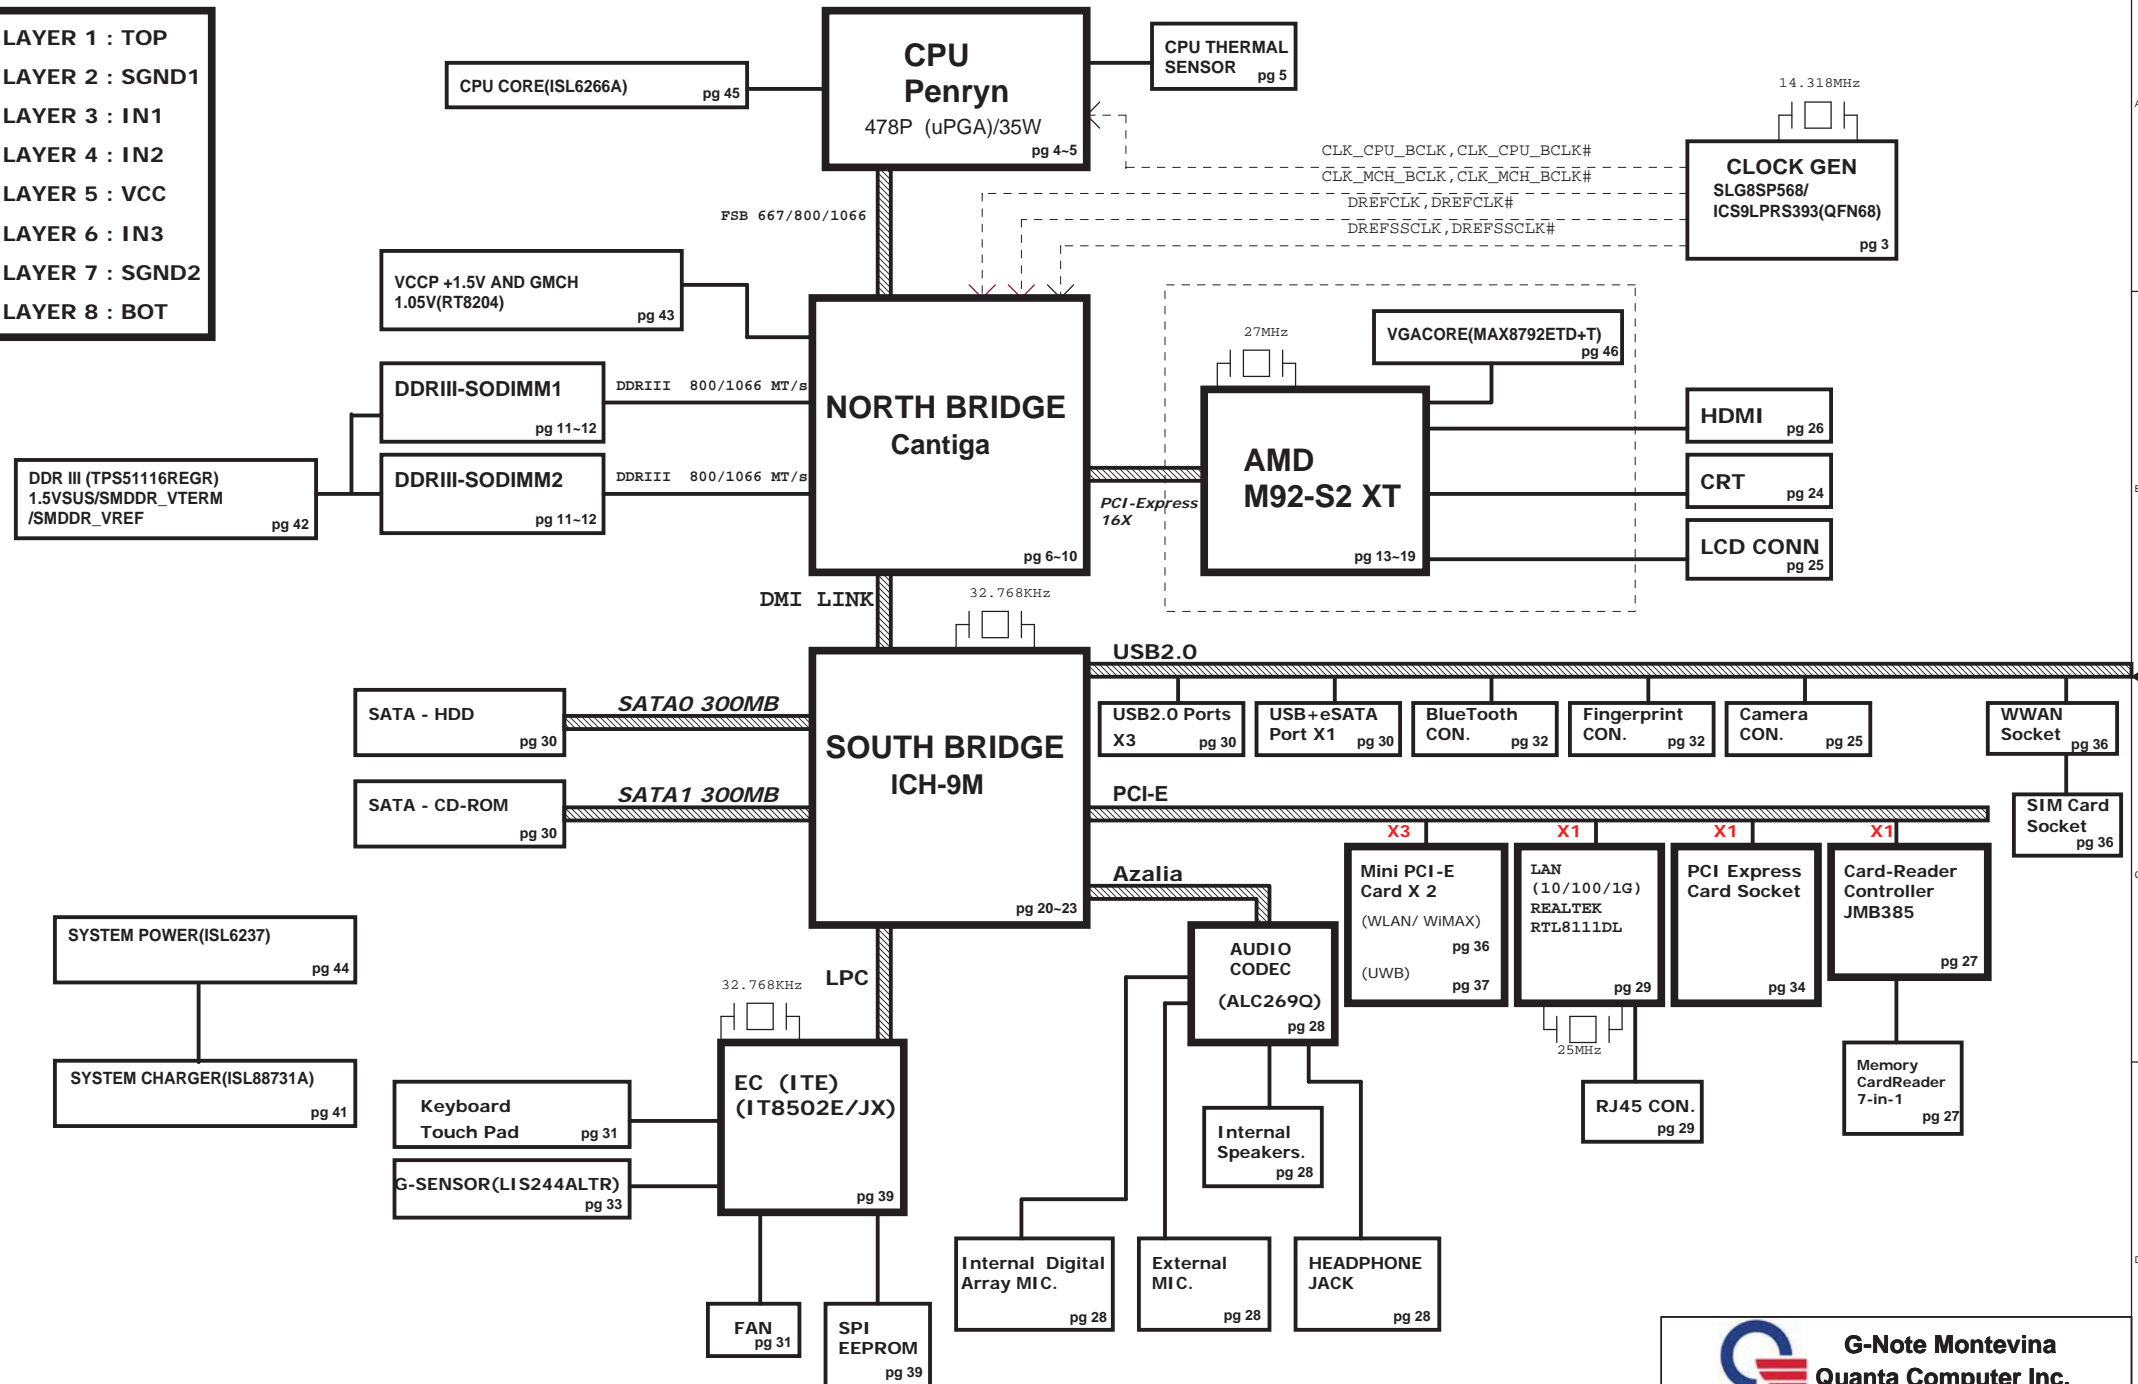 LAYER 1 : TOP
LAYER 2 : SGND1
LAYER 3 : IN1
LAYER 4 : IN2
LAYER 5 : VCC
LAYER 6 : IN3
LAYER 7 : SGND2
LAYER 8 : BOT
CPU CORE(ISL6266A)
pg 45
CPU
Penryn
478P (uPGA)/35W
pg 4~5
CPU THERMAL
SENSOR
pg 5
14.318MHz
CLOCK GEN
SLG8SP568/
ICS9LPRS393(QFN68)
pg 3
CLK_CPU_BCLK,CLK_CPU_BCLK#
CLK_MCH_BCLK,CLK_MCH_BCLK#
DREFCLK,DREFCLK#
DREFSSCLK,DREFSSCLK#
FSB 667/800/1066
VCCP +1.5V AND GMCH
1.05V(RT8204)
pg 43
DDRIII-SODIMM1
pg 11~12
DDRIII 800/1066 MT/s
DDRIII-SODIMM2
pg 11~12
DDRIII 800/1066 MT/s
DDR III (TPS51116REGR)
1.5VSUS/SMDDR_VTERM
/SMDDR_VREF
pg 42
NORTH BRIDGE
Cantiga
pg 6~10
PCI-Express
16X
27MHz
VGACORE(MAX8792ETD+T)
pg 46
AMD
M92-S2 XT
pg 13~19
HDMI
pg 26
CRT
pg 24
LCD CONN
pg 25
DMI LINK
32.768KHz
SOUTH BRIDGE
ICH-9M
pg 20~23
SATA - HDD
pg 30
SATA0 300MB
SATA - CD-ROM
pg 30
SATA1 300MB
USB2.0
USB2.0 Ports
X3
pg 30
USB+eSATA
Port X1
pg 30
BlueTooth
CON.
pg 32
Fingerprint
CON.
pg 32
Camera
CON.
pg 25
WWAN
Socket
pg 36
SIM Card
Socket
pg 36
PCI-E
X3
X1
X1
X1
Mini PCI-E
Card X 2
(WLAN/ WiMAX)
pg 36
(UWB)
pg 37
LAN
(10/100/1G)
REALTEK
RTL8111DL
pg 29
PCI Express
Card Socket
pg 34
Card-Reader
Controller
JMB385
pg 27
25MHz
RJ45 CON.
pg 29
Memory
CardReader
7-in-1
pg 27
Azalia
AUDIO
CODEC
(ALC269Q)
pg 28
Internal
Speakers.
pg 28
Internal Digital
Array MIC.
pg 28
External
MIC.
pg 28
HEADPHONE
JACK
pg 28
SYSTEM POWER(ISL6237)
pg 44
SYSTEM CHARGER(ISL88731A)
pg 41
LPC
32.768KHz
EC (ITE)
(IT8502E/JX)
pg 39
Keyboard
Touch Pad
pg 31
G-SENSOR(LIS244ALTR)
pg 33
FAN
pg 31
SPI
EEPROM
pg 39
G-Note Montevina
Quanta Computer Inc.